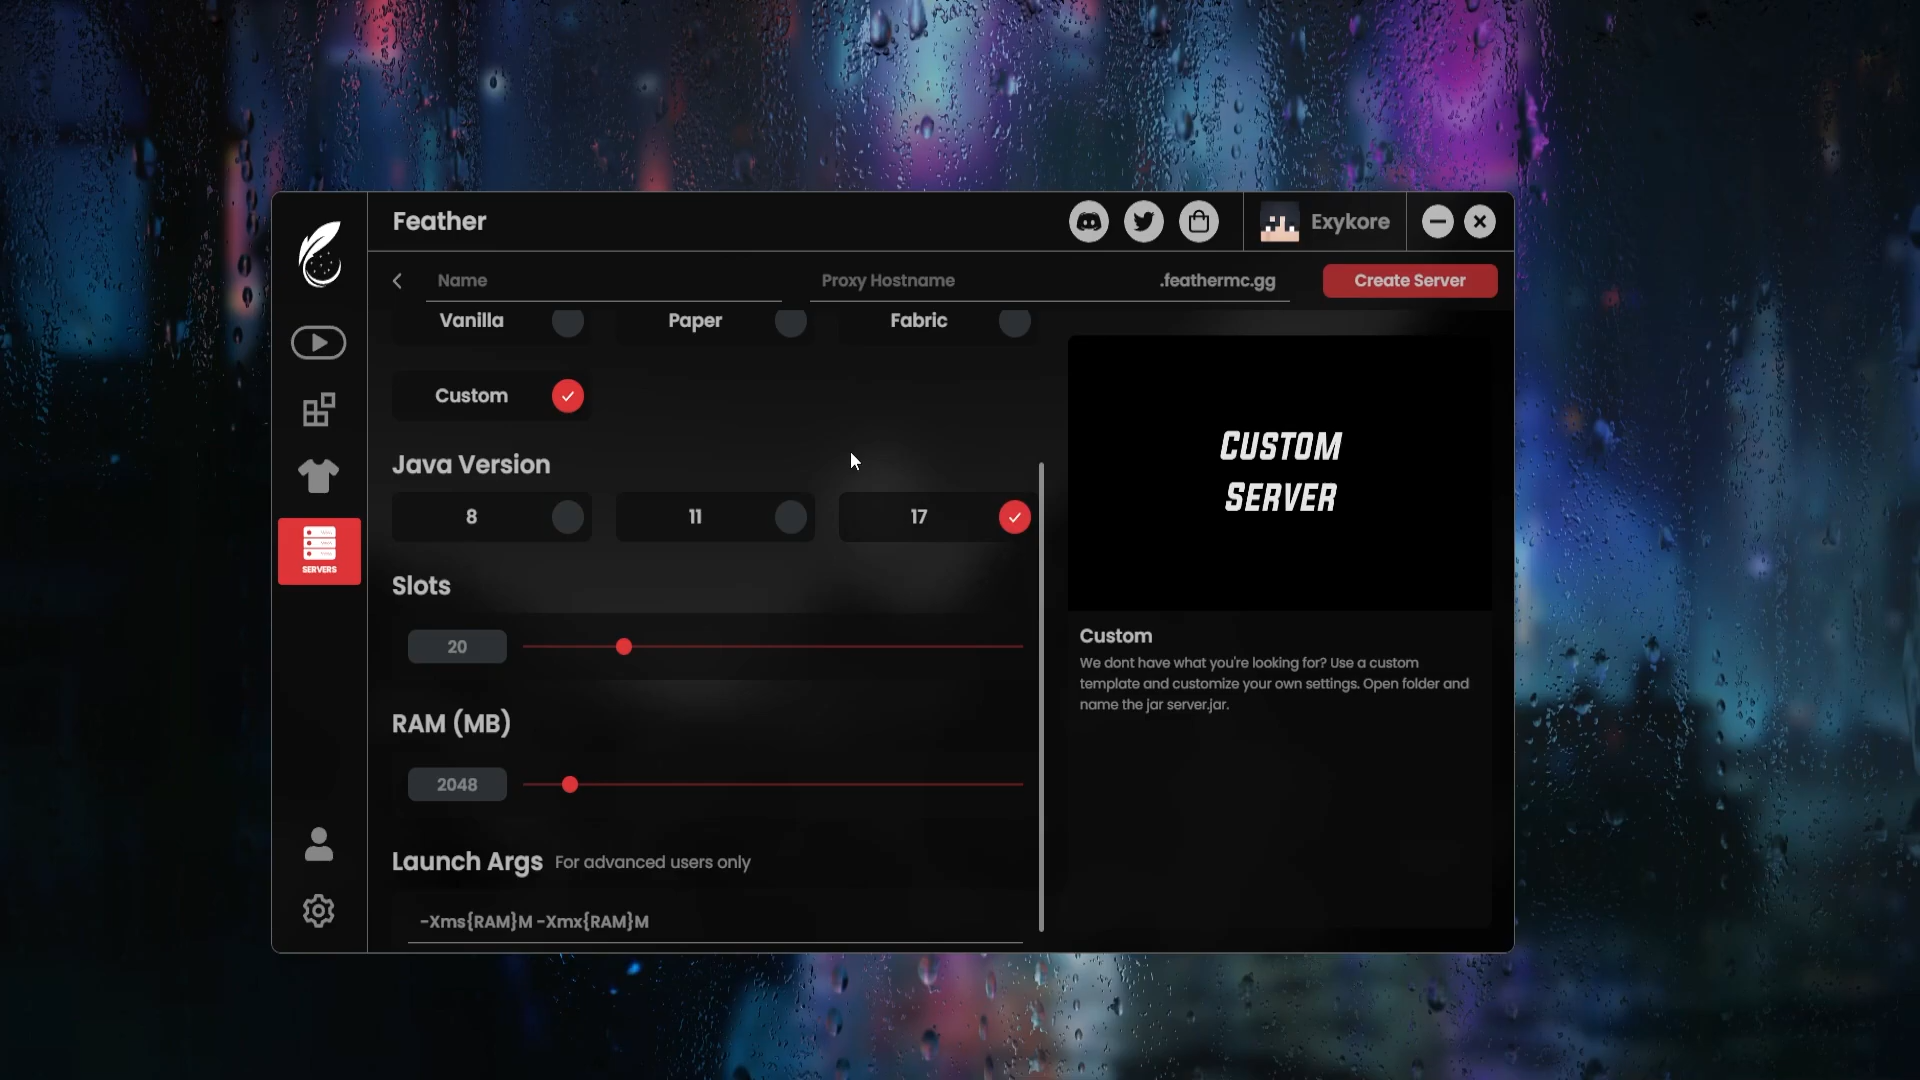 Feather
Exykore
Name
Proxy Hostname
.feathermc.gg
Create Server
Vanilla
Paper
Fabric
Custom
Java Version
8
11
17
SERVERS
Slots
20
RAM (MB)
2048
Launch Args For advanced users only
-Xms{RAM}M -Xmx{RAM}M
CUSTOM
SERVER
Custom
We dont have what you're looking for? Use a custom
template and customize your own settings. Open folder and
name the jar server.jar.